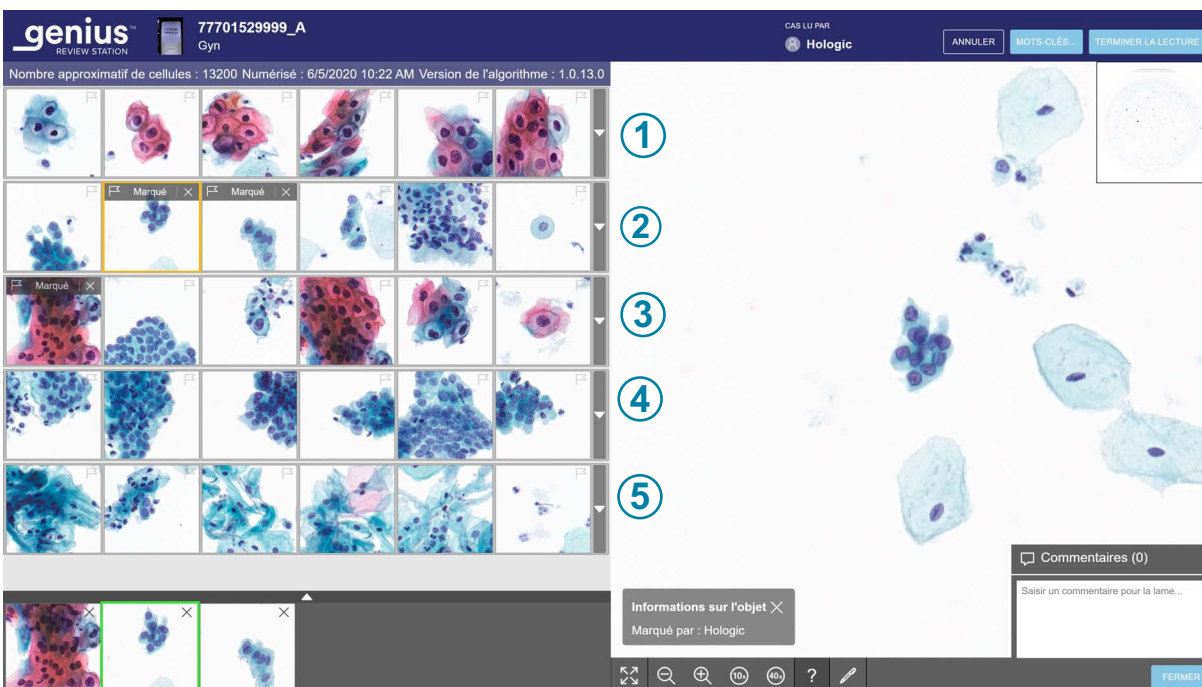 genius™
REVIEW STATION
77701529999_A
Gyn
CAS LU PAR
Hologic
ANNULER
MOTS-CLÉS...
TERMINER LA LECTURE
Nombre approximatif de cellules : 13200 Numérisé : 6/5/2020 10:22 AM Version de l'algorithme : 1.0.13.0
1
Marqué
Marqué
2
Marqué
3
4
5
Commentaires (0)
Saisir un commentaire pour la lame...
Informations sur l'objet
Marqué par : Hologic
10x
40x
?
FERMER